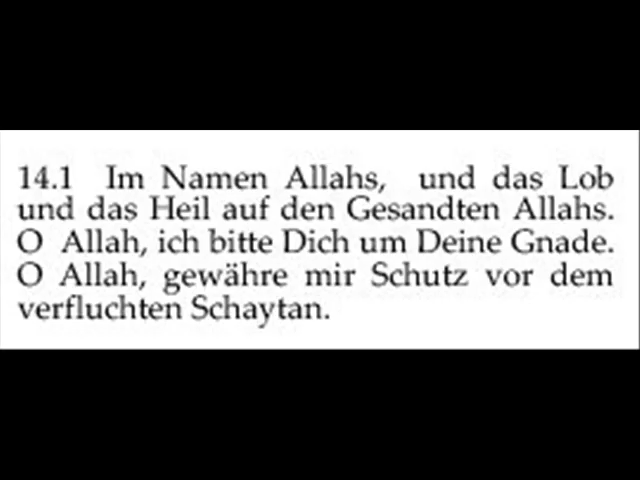 14.1 Im Namen Allahs, und das Lob
und das Heil auf den Gesandten Allahs.
O Allah, ich bitte Dich um Deine Gnade.
O Allah, gewähre mir Schutz vor dem
verfluchten Schaytan.